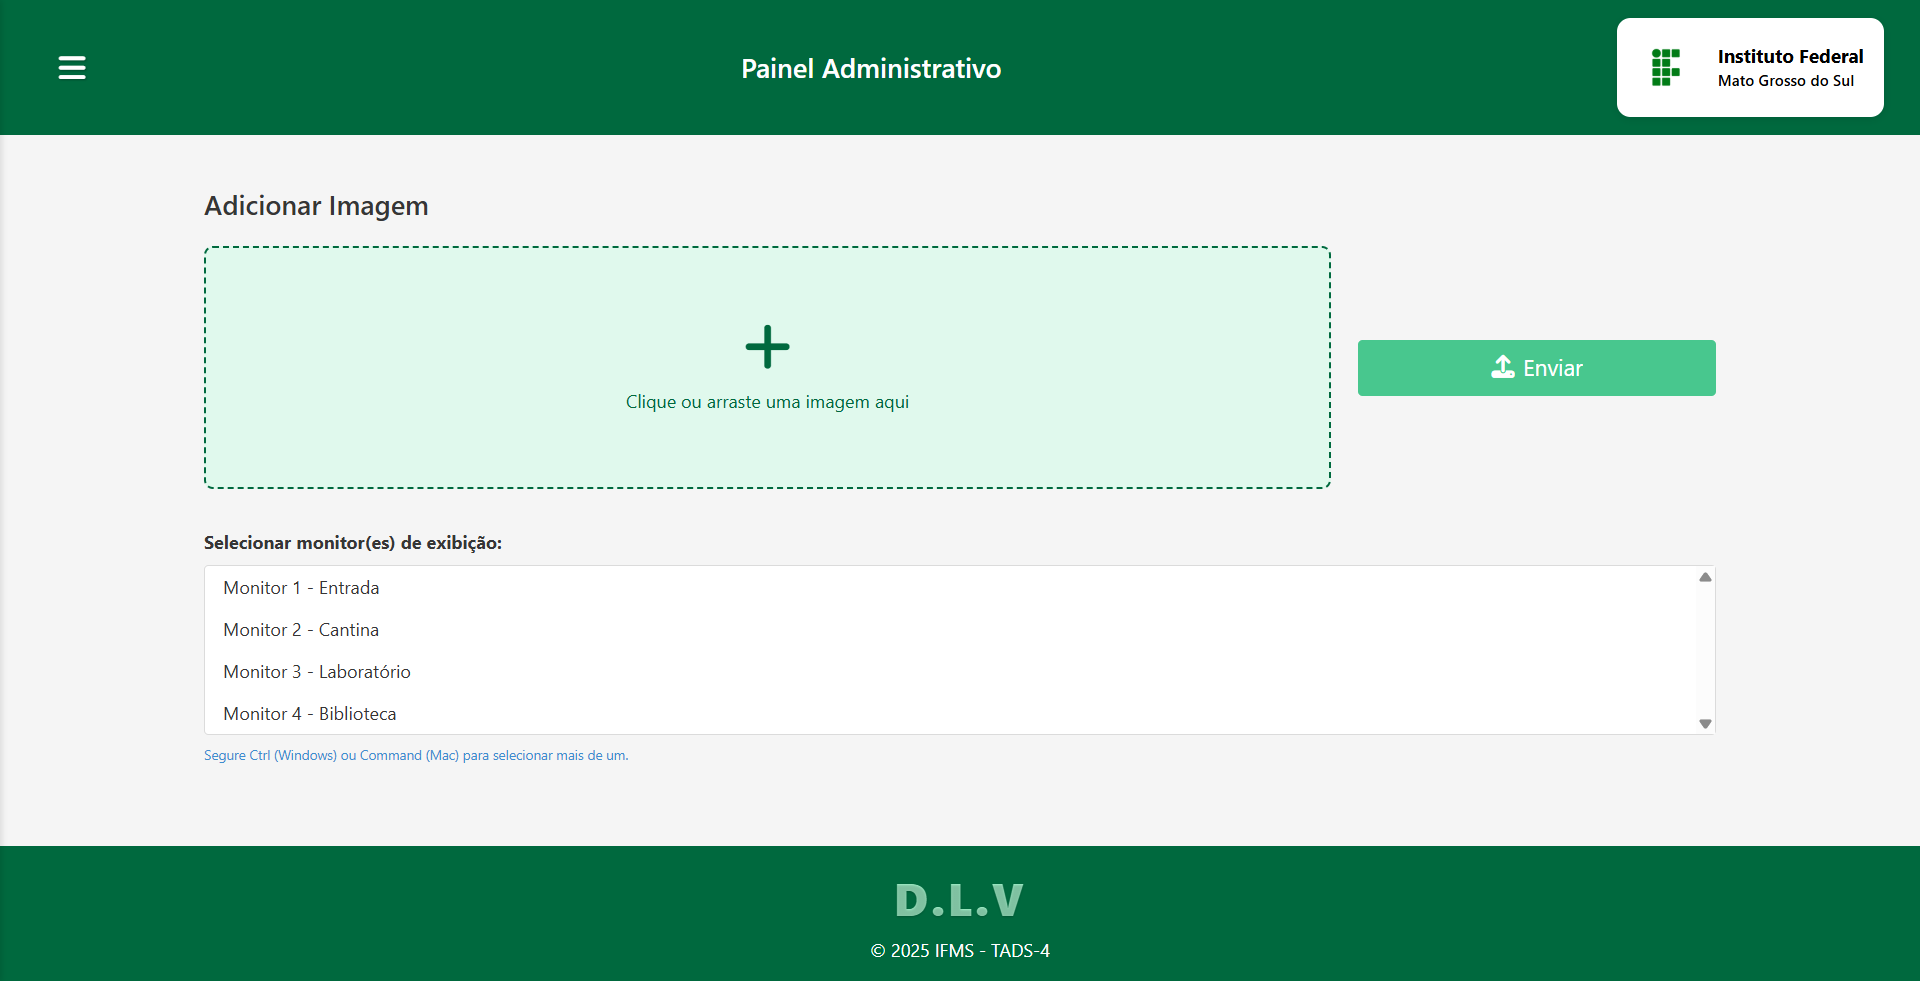 Painel Administrativo
Instituto Federal
Mato Grosso do Sul
Adicionar Imagem
Clique ou arraste uma imagem aqui
Enviar
Selecionar monitor(es) de exibição:
Monitor 1 - Entrada
Monitor 2 - Cantina
Monitor 3 - Laboratório
Monitor 4 - Biblioteca
Segure Ctrl (Windows) ou Command (Mac) para selecionar mais de um.
D.L.V
© 2025 IFMS - TADS-4